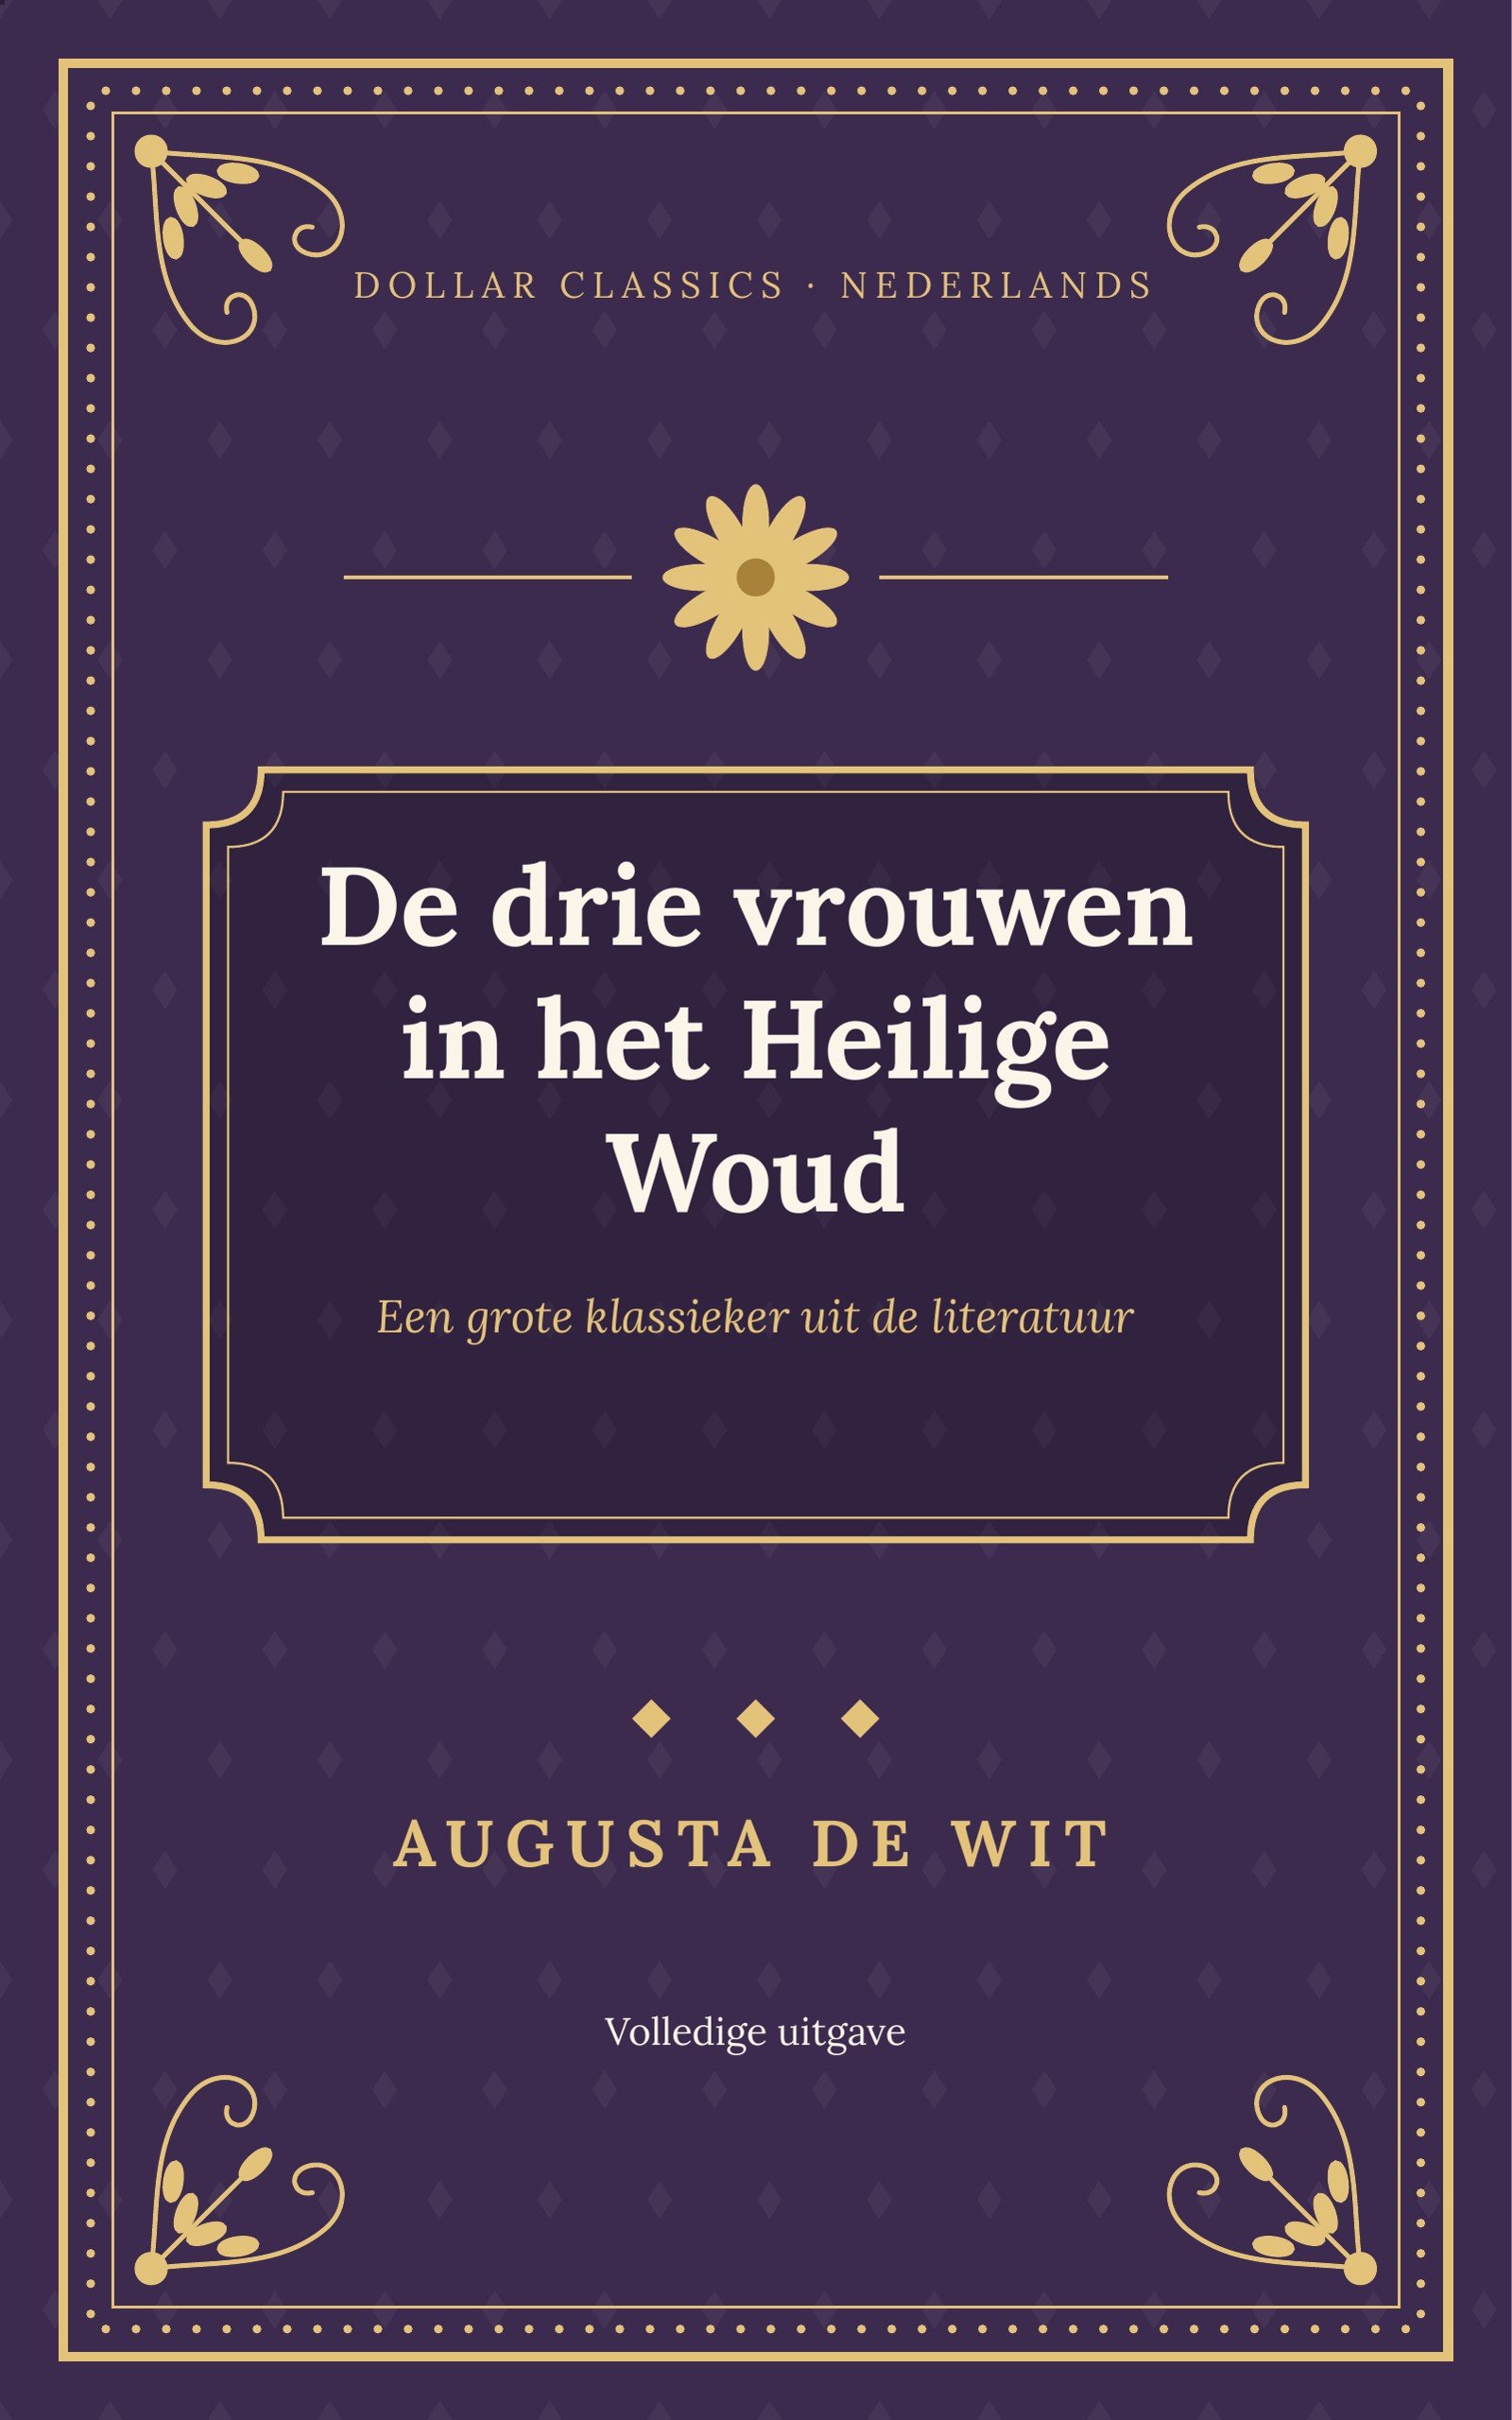 DOLLAR CLASSICS · NEDERLANDS
De drie vrouwen
in het Heilige
Woud
Een grote klassieker uit de literatuur
AUGUSTA DE WIT
Volledige uitgave